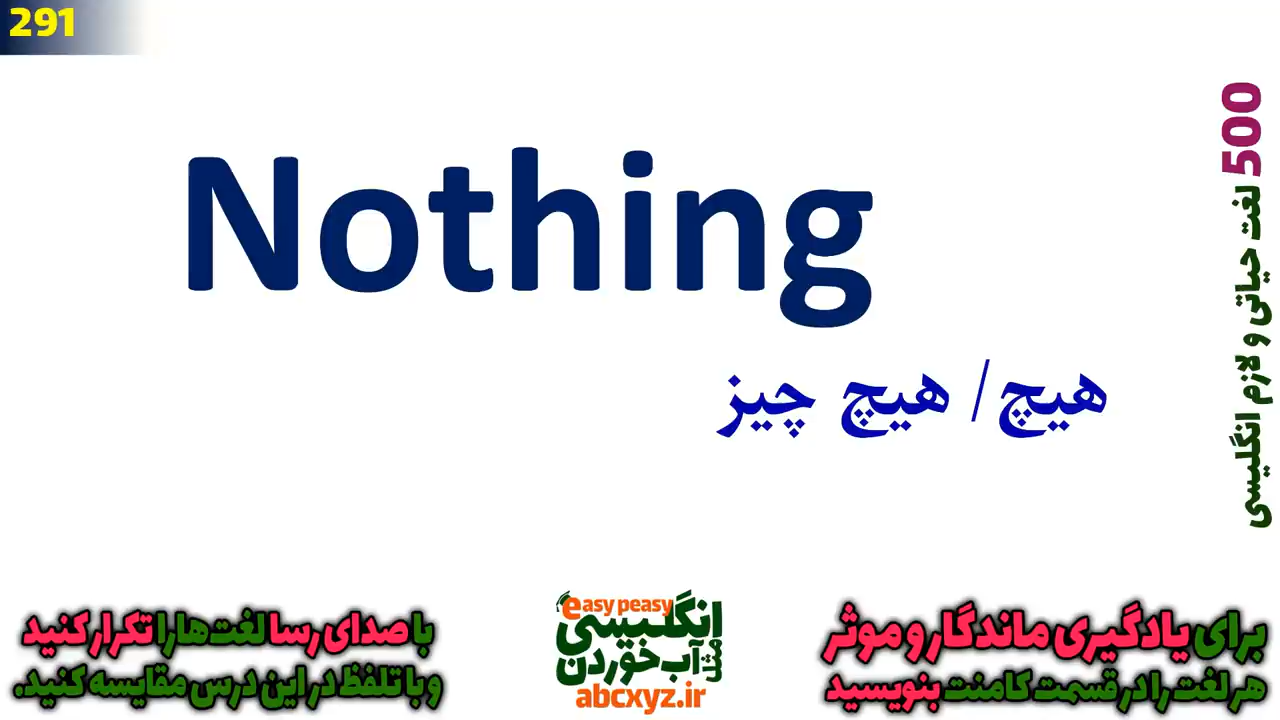 291
Nothing
هیچ/ هیچ چیز
500 لغت حیاتی و لازم انگلیسی
برای یادگیری ماندگار و موثر
هر لغت را در قسمت کامنت بنویسید
easy peasy
انگلیسی
مثل آب خوردن
abcxyz.ir
با صدای رسا لغت‌ها را تکرار کنید
و با تلفظ در این درس مقایسه کنید.